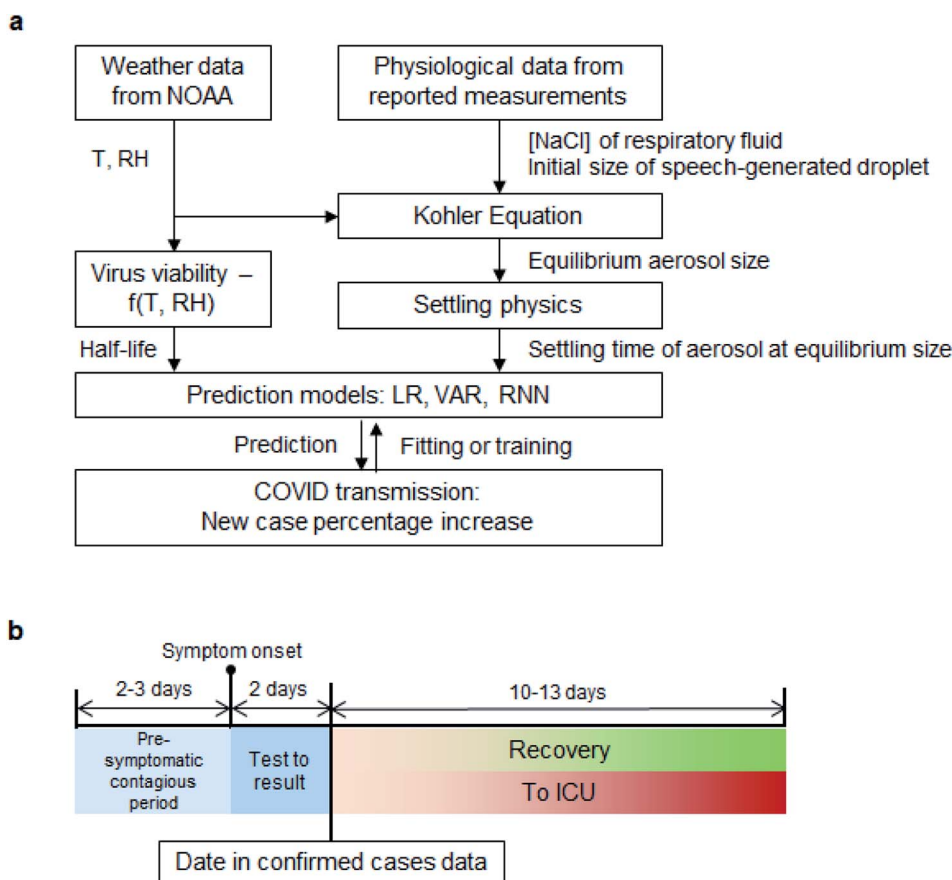 a
Weather data
from NOAA
Physiological data from
reported measurements
T, RH
[NaCl] of respiratory fluid
Initial size of speech-generated droplet
Kohler Equation
Virus viability –
f(T, RH)
Equilibrium aerosol size
Settling physics
Half-life
Settling time of aerosol at equilibrium size
Prediction models: LR, VAR, RNN
Prediction
Fitting or training
COVID transmission:
New case percentage increase
b
Symptom onset
2-3 days
2 days
10-13 days
Pre-
symptomatic
contagious
period
Test to
result
Recovery
To ICU
Date in confirmed cases data